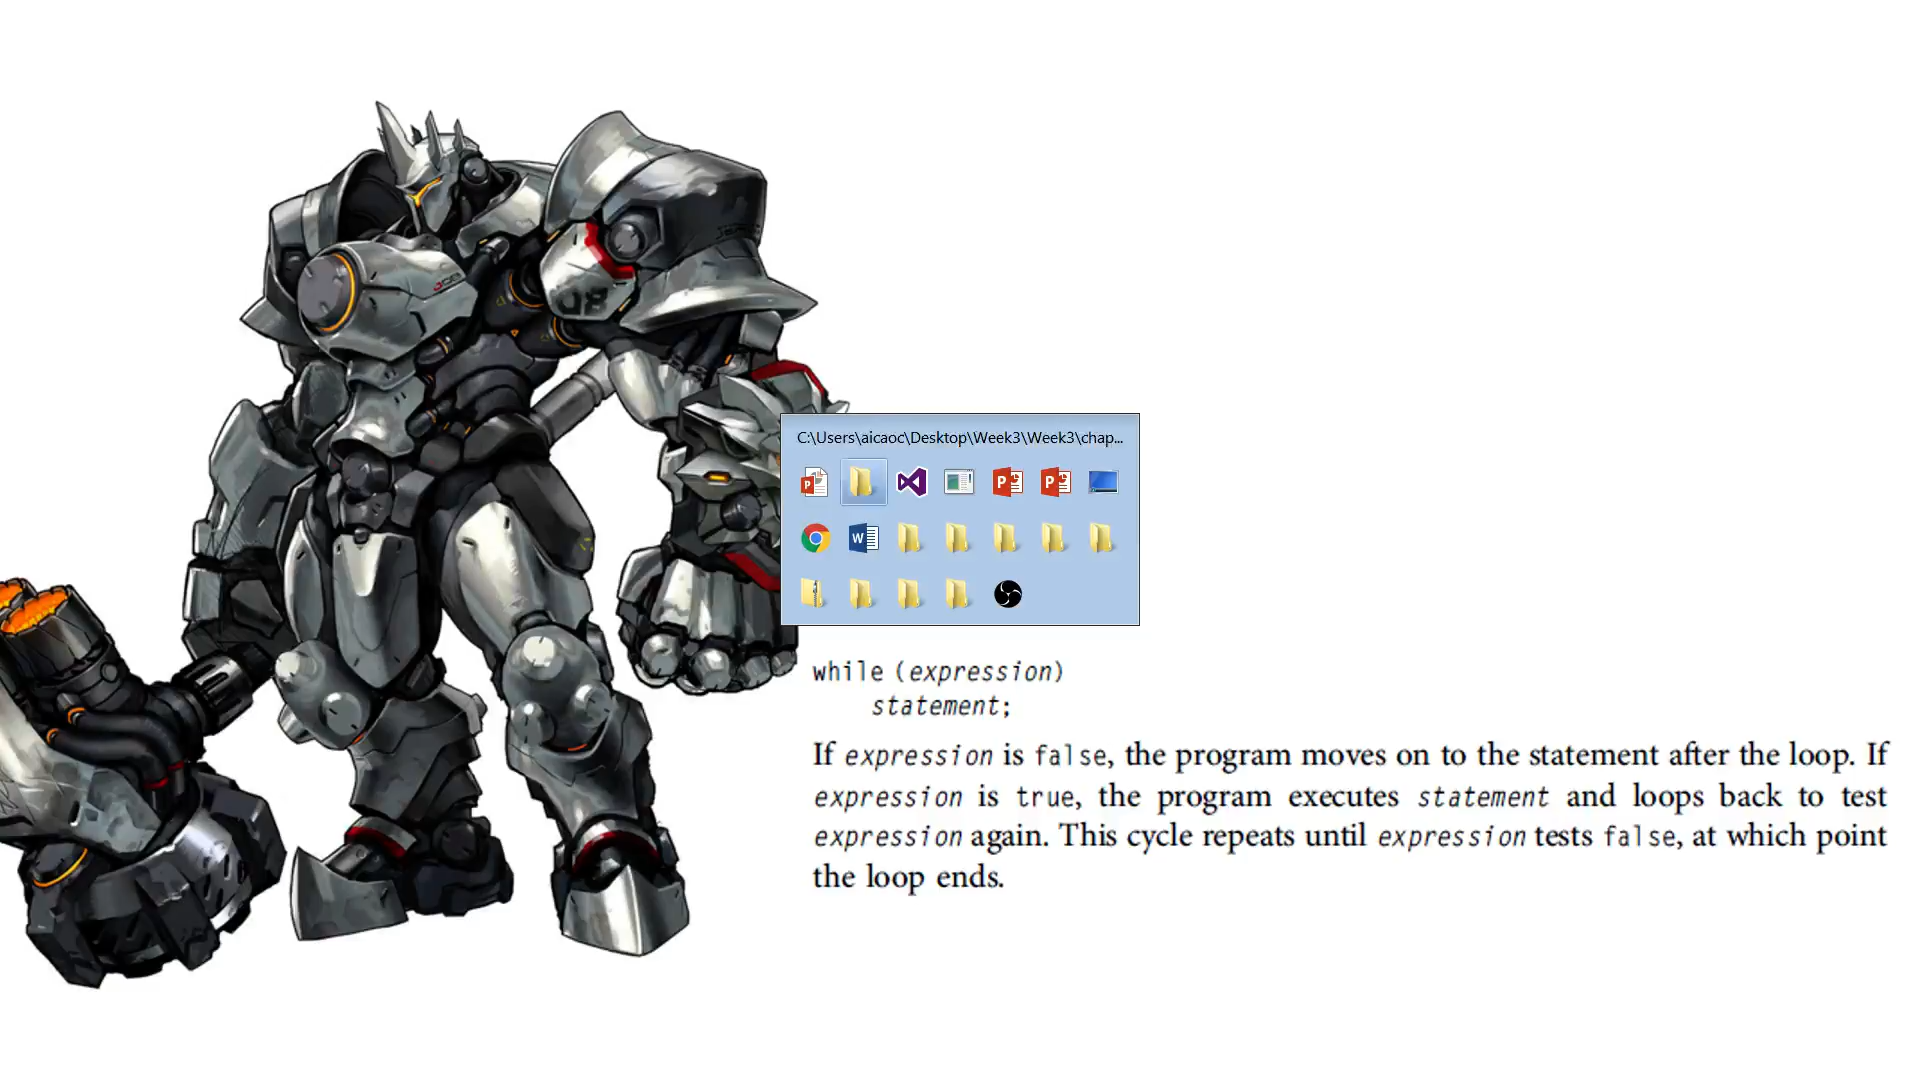 08
C:\Users\aicaoc\Desktop\Week3\Week3\chap...
while (expression)
statement;
If expression is false, the program moves on to the statement after the loop. If
expression is true, the program executes statement and loops back to test
expression again. This cycle repeats until expression tests false, at which point
the loop ends.